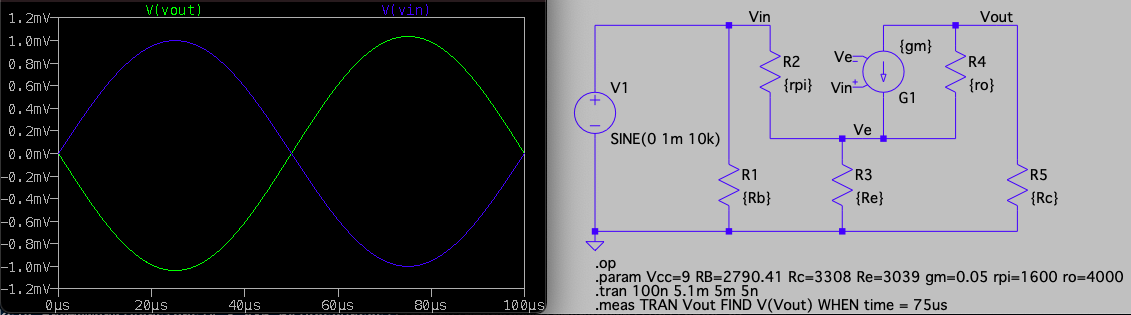 V(vout) V(vin)
1.2mV
1.0mV
0.8mV
0.6mV
0.4mV
0.2mV
0.0mV
-0.2mV
-0.4mV
-0.6mV
-0.8mV
-1.0mV
-1.2mV
0µs 20µs 40µs 60µs 80µs 100µs
Vin Vout
R2
{rpi}
Ve
Vin
{gm}
G1
R4
{ro}
V1
SINE(0 1m 10k)
Ve
R1
{Rb}
R3
{Re}
R5
{Rc}
.op
.param Vcc=9 RB=2790.41 Rc=3308 Re=3039 gm=0.05 rpi=1600 ro=4000
.tran 100n 5.1m 5m 5n
.meas TRAN Vout FIND V(Vout) WHEN time = 75us